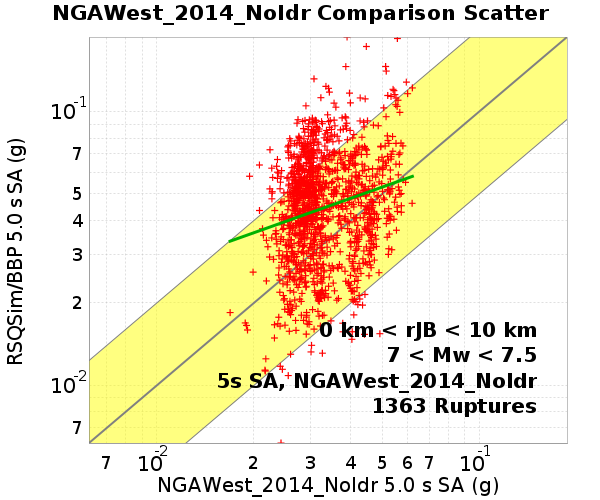 NGAWest_2014_NoIdr Comparison Scatter
RSQSim/BBP 5.0 s SA (g)
10-1
7
5
4
3
2
10-2
7
0 km < rJB < 10 km
7 < Mw < 7.5
5s SA, NGAWest_2014_NoIdr
1363 Ruptures
7 10-2 2 3 4 5 6 7 10-1
NGAWest_2014_NoIdr 5.0 s SA (g)